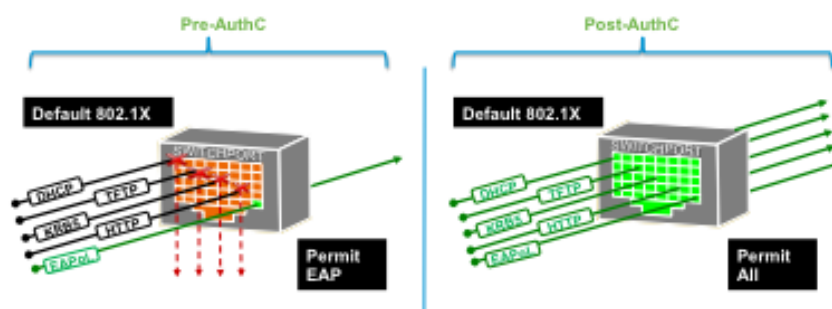 Pre-AuthC
Default 802.1X
SWITCHPORT
DHCP
TFTP
KRB5
HTTP
EAPoL
Permit
EAP
Post-AuthC
Default 802.1X
SWITCHPOST
DHCP
TFTP
KRB5
HTTP
EAPoL
Permit
All